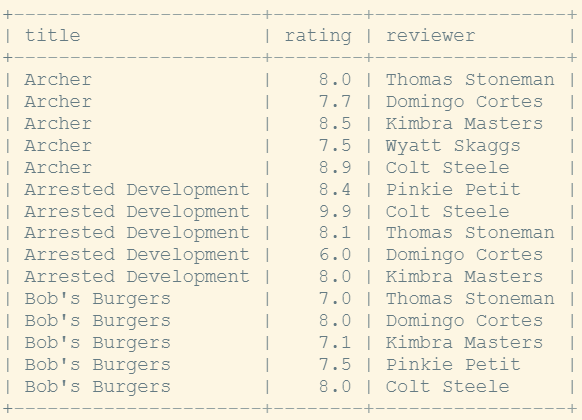 +----------------------+--------+-----------------+
| title                | rating | reviewer        |
+----------------------+--------+-----------------+
| Archer               |    8.0 | Thomas Stoneman |
| Archer               |    7.7 | Domingo Cortes  |
| Archer               |    8.5 | Kimbra Masters  |
| Archer               |    7.5 | Wyatt Skaggs    |
| Archer               |    8.9 | Colt Steele     |
| Arrested Development |    8.4 | Pinkie Petit    |
| Arrested Development |    9.9 | Colt Steele     |
| Arrested Development |    8.1 | Thomas Stoneman |
| Arrested Development |    6.0 | Domingo Cortes  |
| Arrested Development |    8.0 | Kimbra Masters  |
| Bob's Burgers        |    7.0 | Thomas Stoneman |
| Bob's Burgers        |    8.0 | Domingo Cortes  |
| Bob's Burgers        |    7.1 | Kimbra Masters  |
| Bob's Burgers        |    7.5 | Pinkie Petit    |
| Bob's Burgers        |    8.0 | Colt Steele     |
+----------------------+--------+-----------------+